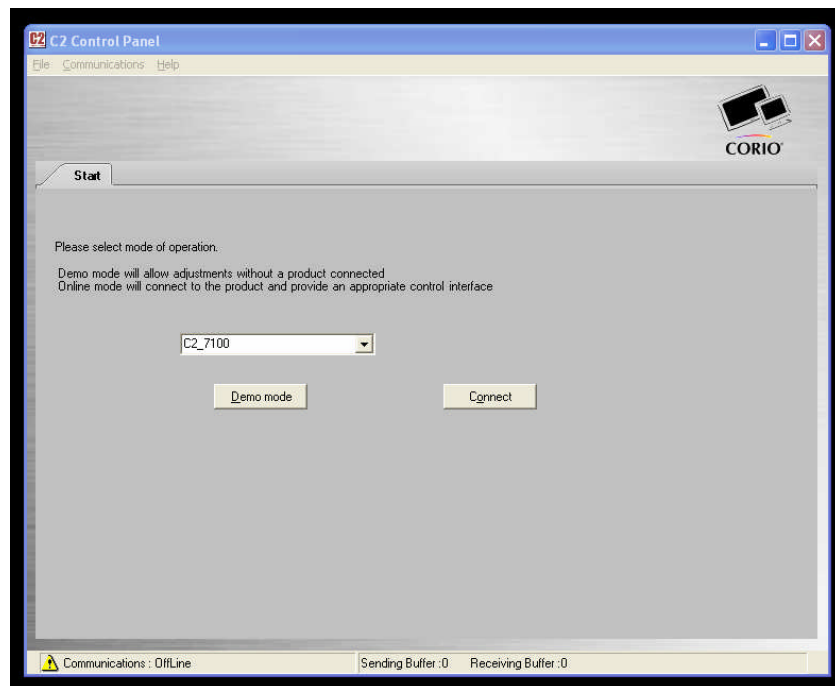 C2 C2 Control Panel
File Communications Help
CORIO
Start
Please select mode of operation.
Demo mode will allow adjustments without a product connected
Online mode will connect to the product and provide an appropriate control interface
C2_7100
Demo mode Connect
Communications : OffLine Sending Buffer :0 Receiving Buffer :0